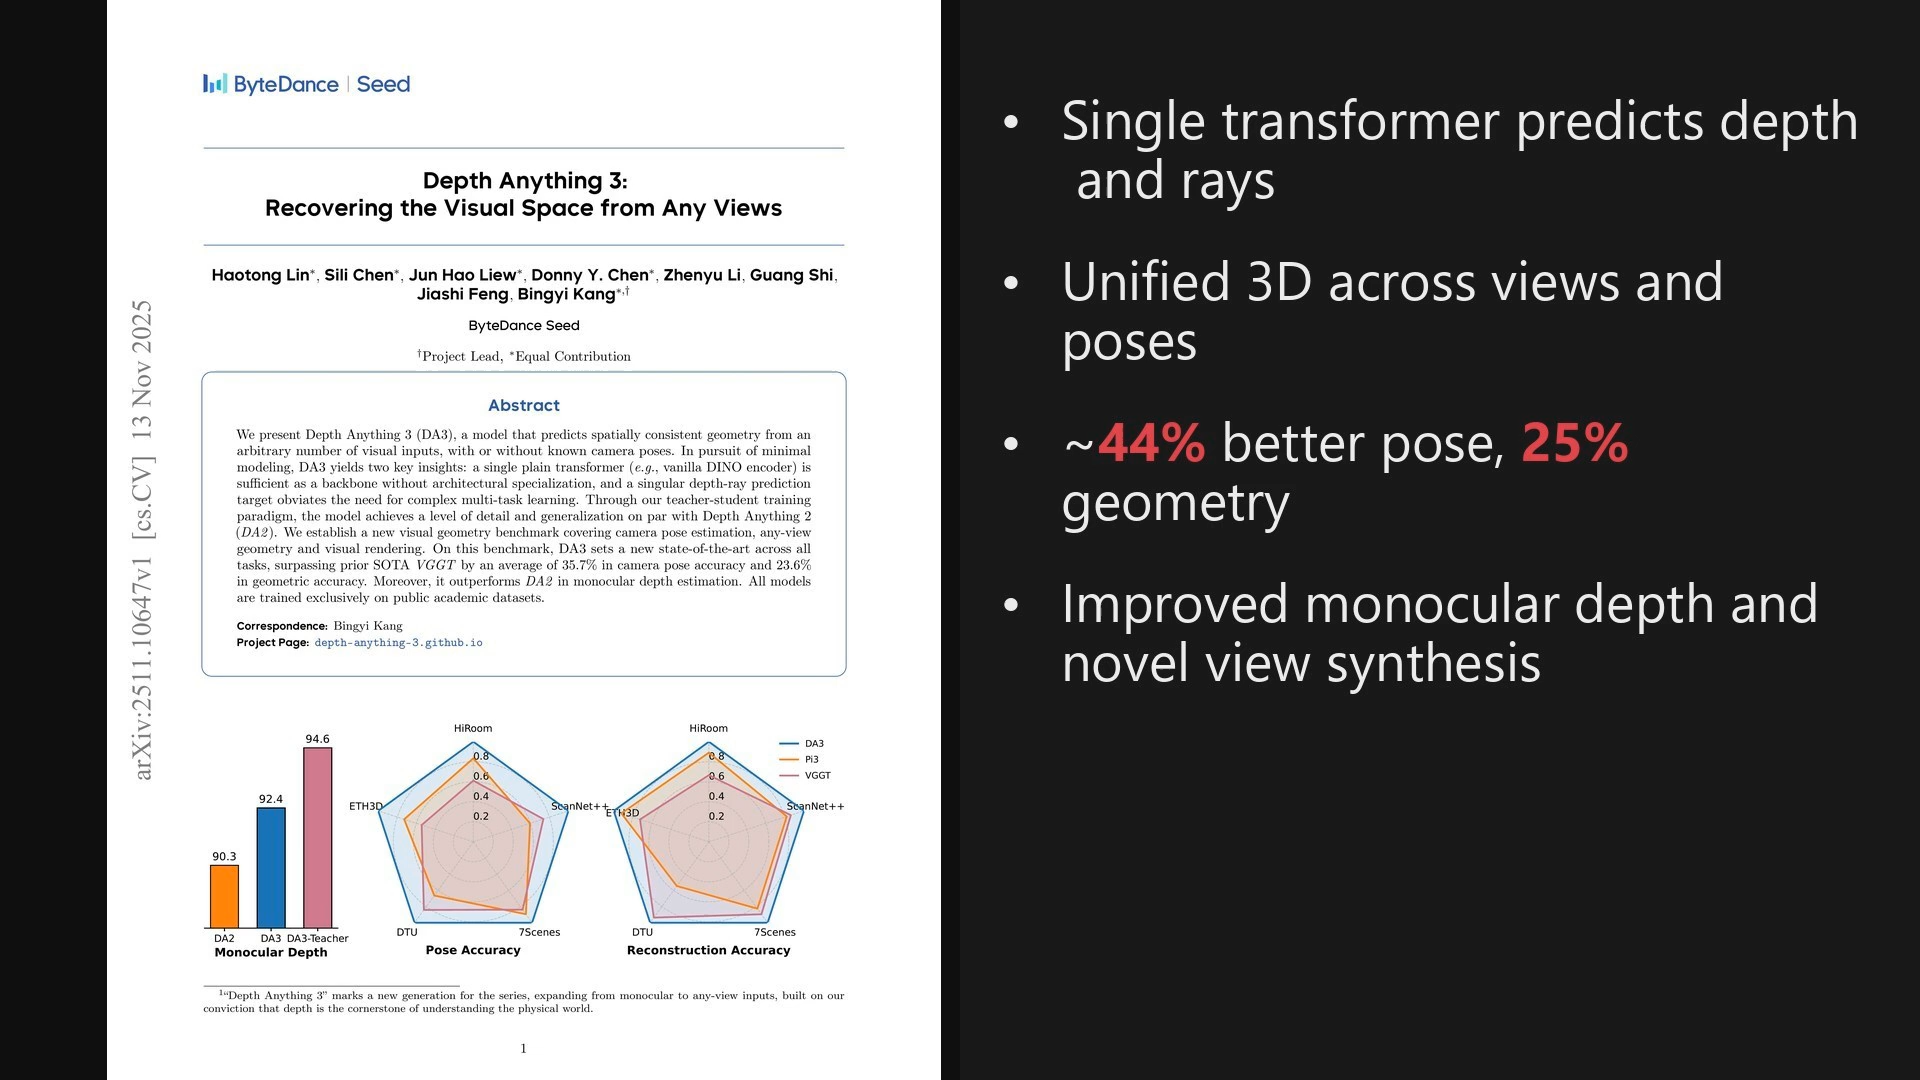 ByteDance | Seed
Depth Anything 3:
Recovering the Visual Space from Any Views
Haotong Lin*, Sili Chen*, Jun Hao Liew*, Donny Y. Chen*, Zhenyu Li, Guang Shi,
Jiashi Feng, Bingyi Kang*,†
ByteDance Seed
†Project Lead, *Equal Contribution
Abstract
We present Depth Anything 3 (DA3), a model that predicts spatially consistent geometry from an
arbitrary number of visual inputs, with or without known camera poses. In pursuit of minimal
modeling, DA3 yields two key insights: a single plain transformer (e.g., vanilla DINO encoder) is
sufficient as a backbone without architectural specialization, and a singular depth-ray prediction
target obviates the need for complex multi-task learning. Through our teacher-student training
paradigm, the model achieves a level of detail and generalization on par with Depth Anything 2
(DA2). We establish a new visual geometry benchmark covering camera pose estimation, any-view
geometry and visual rendering. On this benchmark, DA3 sets a new state-of-the-art across all
tasks, surpassing prior SOTA VGGT by an average of 35.7% in camera pose accuracy and 23.6%
in geometric accuracy. Moreover, it outperforms DA2 in monocular depth estimation. All models
are trained exclusively on public academic datasets.
Correspondence: Bingyi Kang
Project Page: depth-anything-3.github.io
arXiv:2511.10647v1 [cs.CV] 13 Nov 2025
90.3
92.4
94.6
DA2 DA3 DA3-Teacher
Monocular Depth
HiRoom
0.8
0.6
0.4
0.2
ETH3D
ScanNet++
DTU
7Scenes
Pose Accuracy
HiRoom
0.8
0.6
0.4
0.2
ETH3D
ScanNet++
DTU
7Scenes
Reconstruction Accuracy
DA3
Pi3
VGGT
1“Depth Anything 3” marks a new generation for the series, expanding from monocular to any-view inputs, built on our
conviction that depth is the cornerstone of understanding the physical world.
1
• Single transformer predicts depth
and rays
• Unified 3D across views and
poses
• ~44% better pose, 25%
geometry
• Improved monocular depth and
novel view synthesis